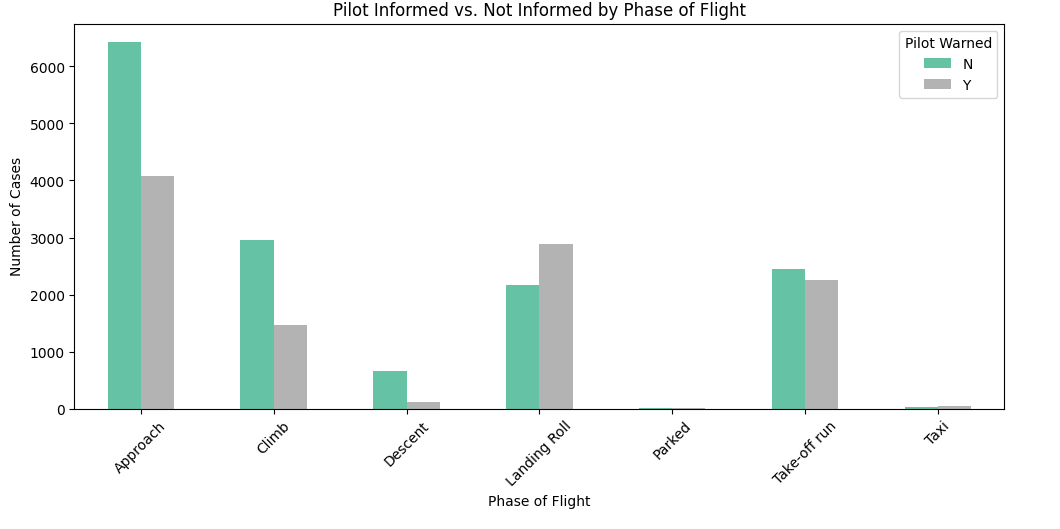 Pilot Informed vs. Not Informed by Phase of Flight
Pilot Warned
N
Y
Number of Cases
6000
5000
4000
3000
2000
1000
0
Approach
Climb
Descent
Landing Roll
Parked
Take-off run
Taxi
Phase of Flight